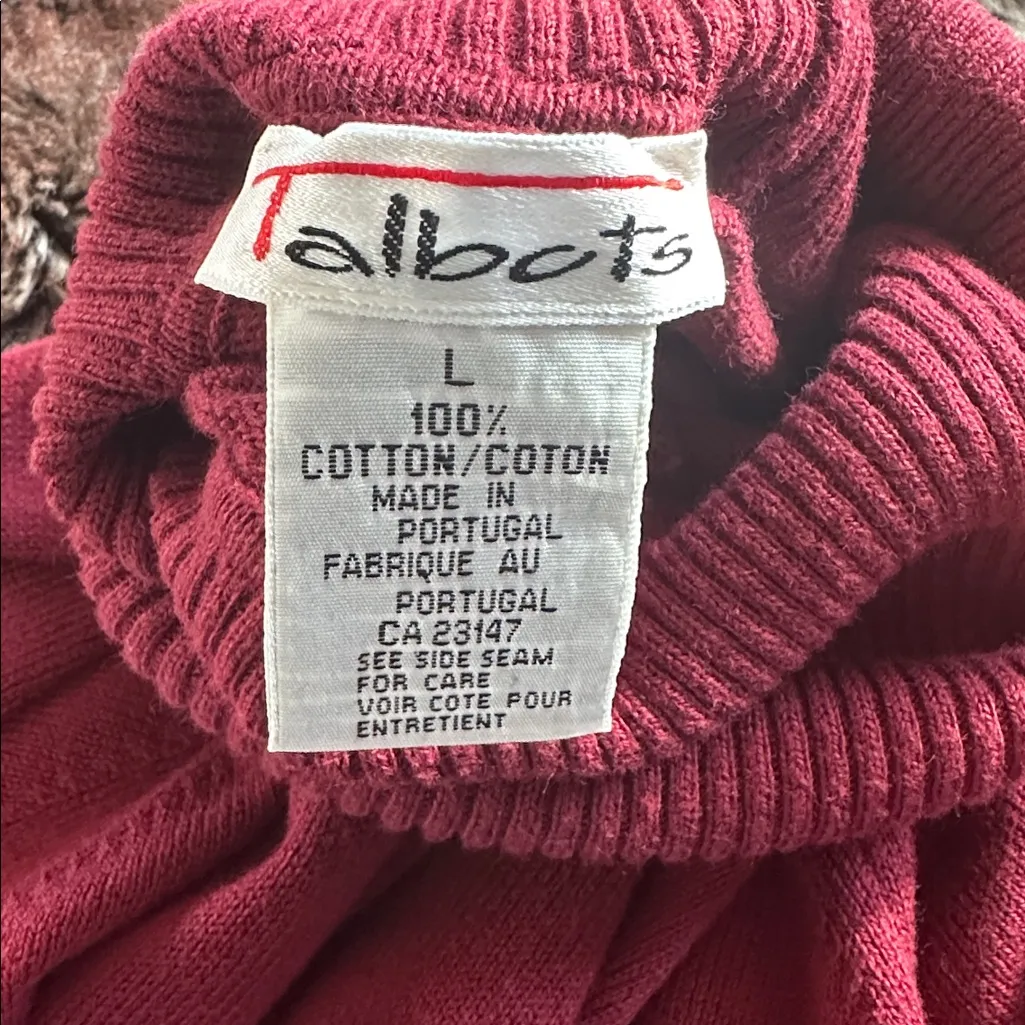 Talbots
L
100%
COTTON/COTON
MADE IN
PORTUGAL
FABRIQUE AU
PORTUGAL
CA 23147
SEE SIDE SEAM
FOR CARE
VOIR COTE POUR
ENTRETIENT